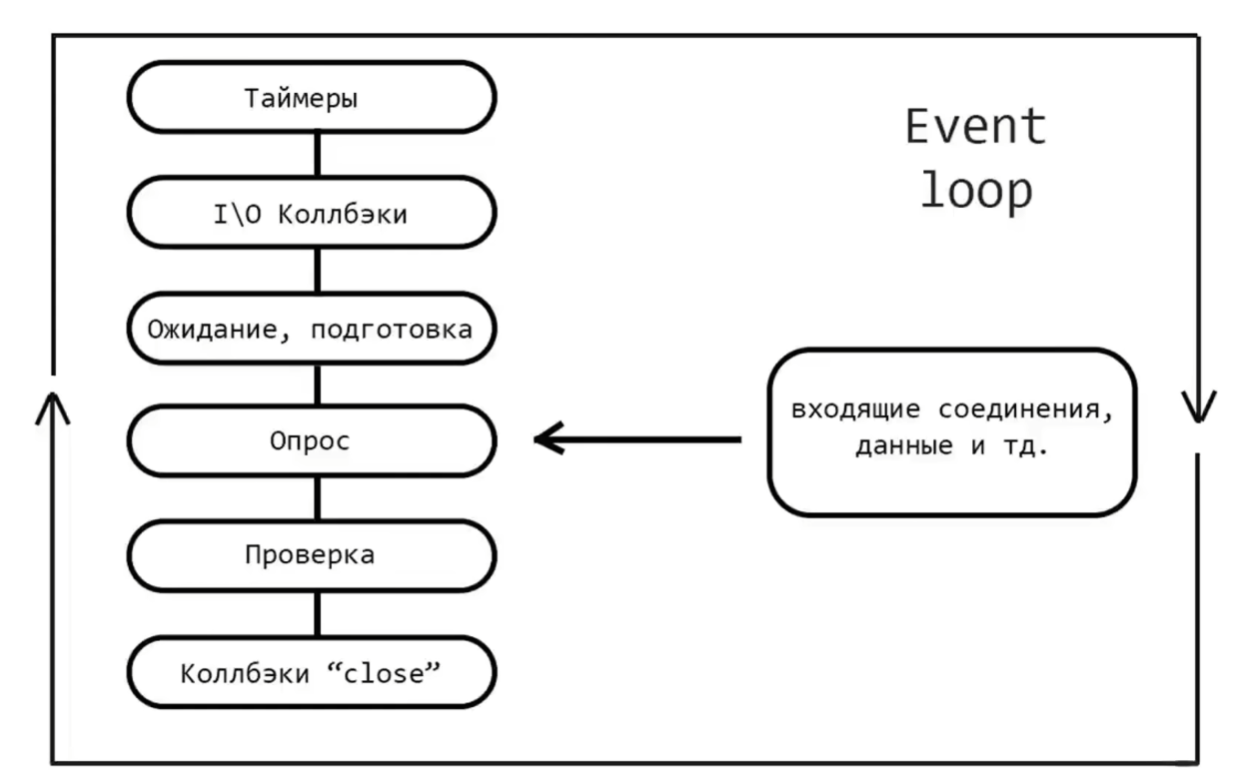 Таймеры
I\O Коллбэки
Ожидание, подготовка
Опрос
Проверка
Коллбэки “close”
Event
loop
входящие соединения,
данные и тд.